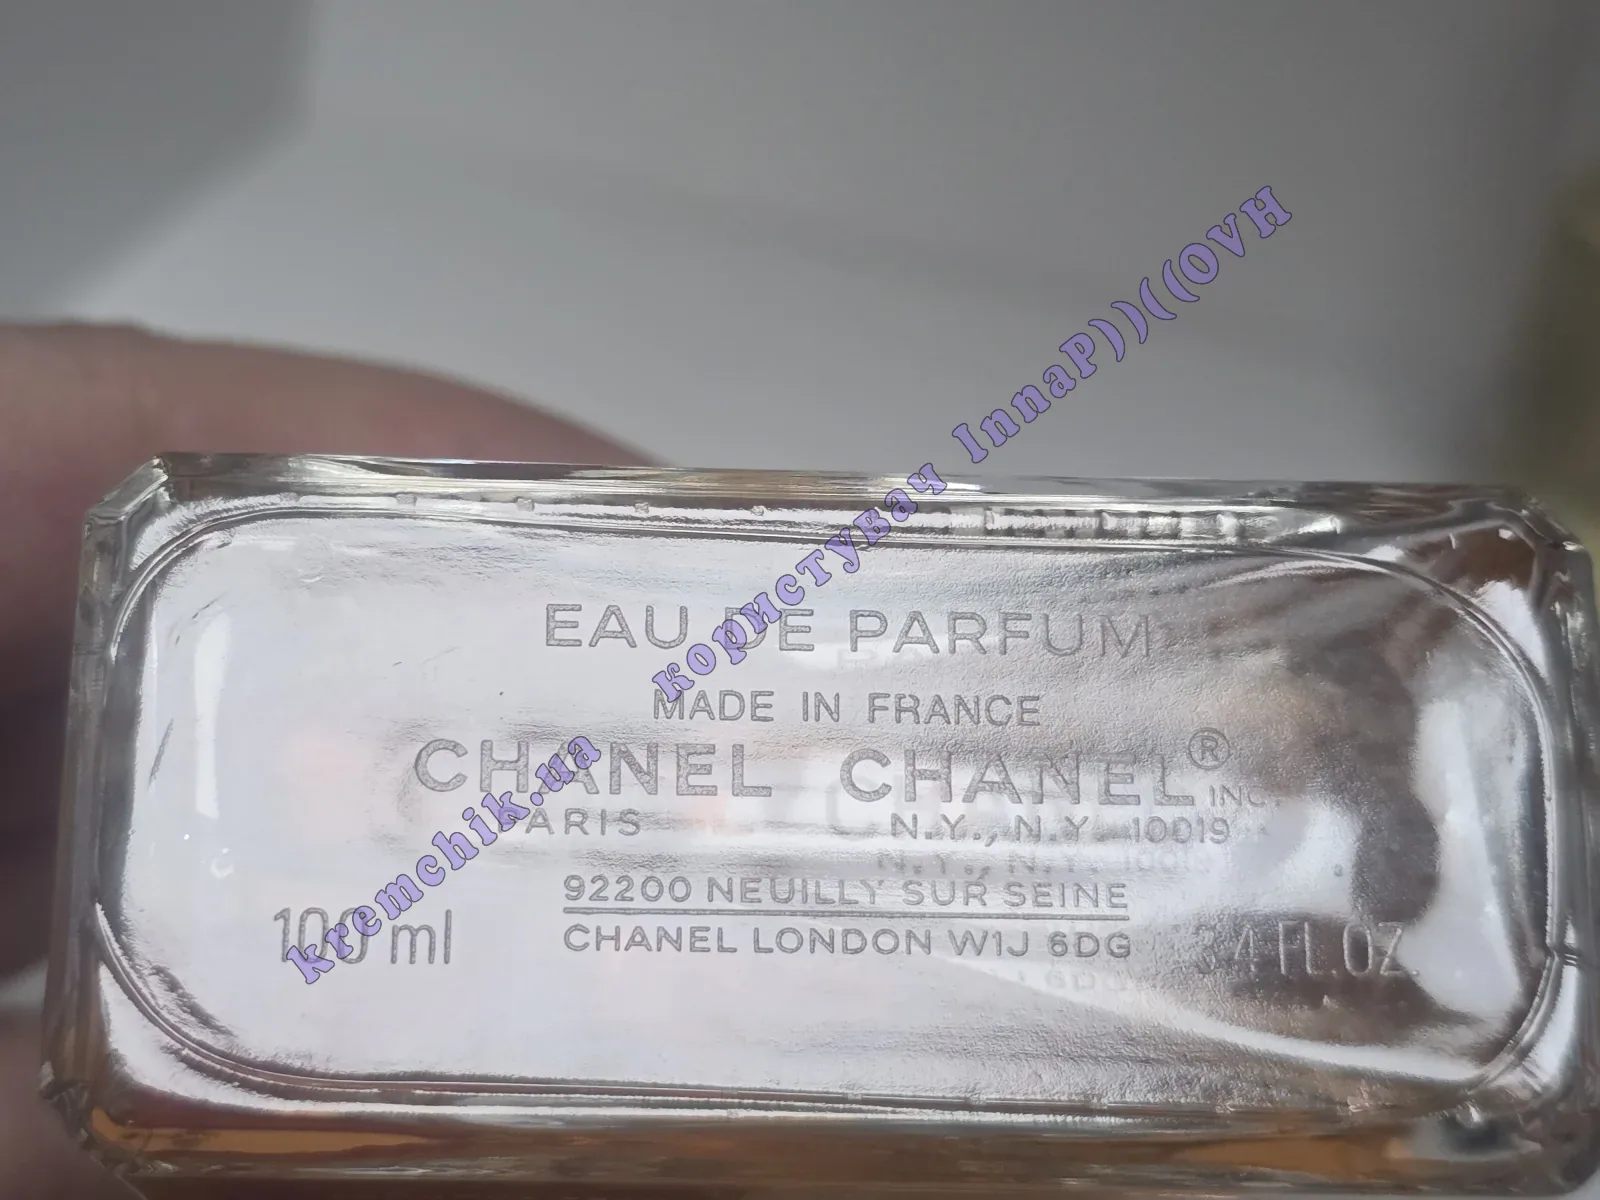 EAU DE PARFUM
MADE IN FRANCE
CHANEL CHANEL®
INC.
PARIS N.Y., N.Y. 10019
92200 NEUILLY SUR SEINE
100 ml CHANEL LONDON W1J 6DG 3.4 FL.OZ.
kremchik.ua користувач InnaP))((OVH